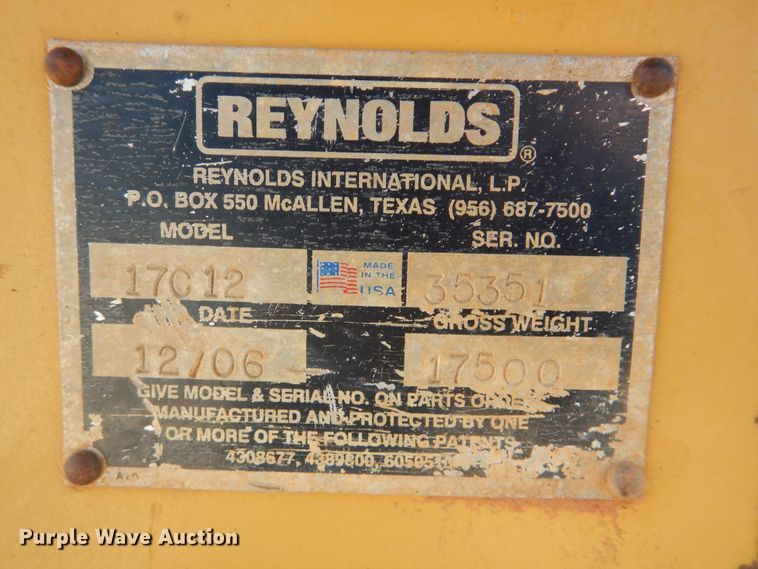 REYNOLDS
®
REYNOLDS INTERNATIONAL, L.P.
P.O. BOX 550 McALLEN, TEXAS (956) 687-7500
MODEL SER. NO.
17C12 MADE IN THE USA 35351
DATE GROSS WEIGHT
12/06 17500
GIVE MODEL & SERIAL NO. ON PARTS
MANUFACTURED AND PROTECTED BY ONE
OR MORE OF THE FOLLOWING PATENTS
4308677, 4389800,
Purple Wave Auction